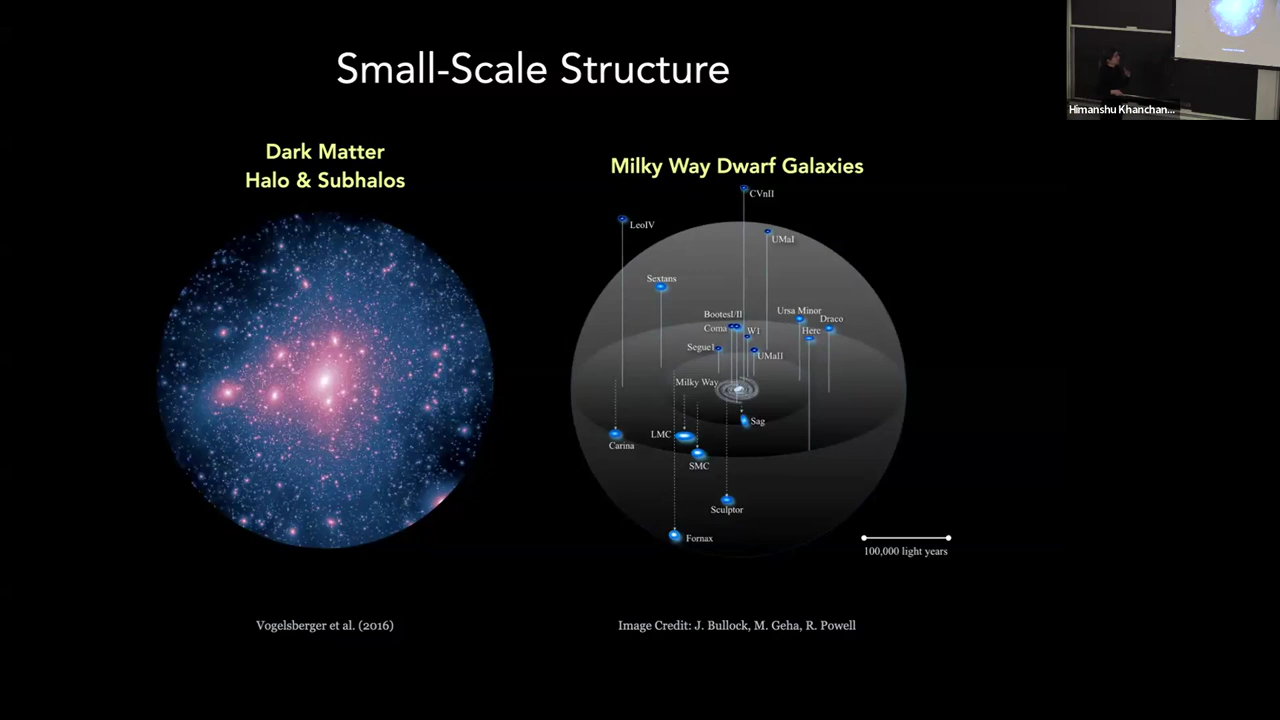 Small-Scale Structure
Himanshu Khanchan...
Dark Matter
Halo & Subhalos
Milky Way Dwarf Galaxies
CVnII
LeoIV
UMaI
Sextans
BootesI/II
Ursa Minor
Draco
Coma
W1
Herc
Segue1
UMaII
Milky Way
Sag
LMC
Carina
SMC
Sculptor
Fornax
100,000 light years
Vogelsberger et al. (2016)
Image Credit: J. Bullock, M. Geha, R. Powell